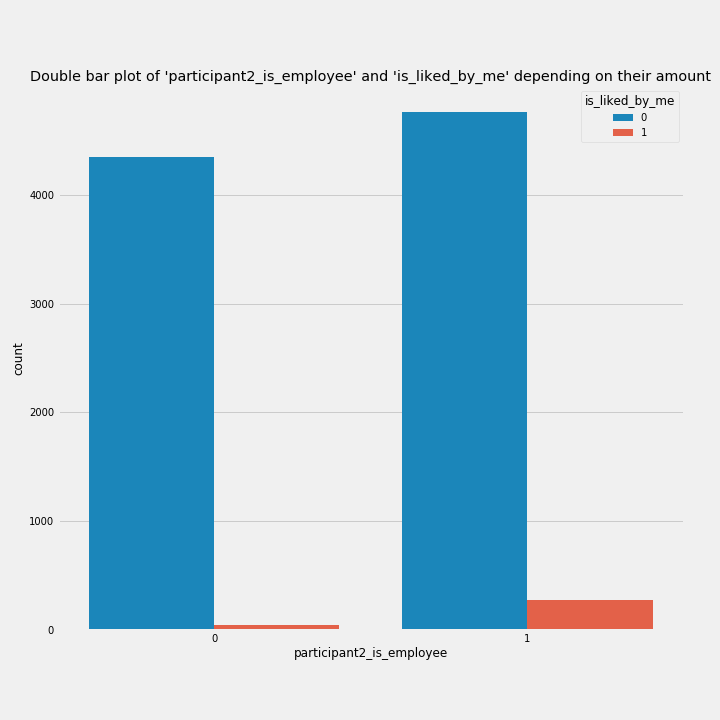 Double bar plot of 'participant2_is_employee' and 'is_liked_by_me' depending on their amount
is_liked_by_me
0
1
4000
3000
2000
1000
0
count
0 1
participant2_is_employee